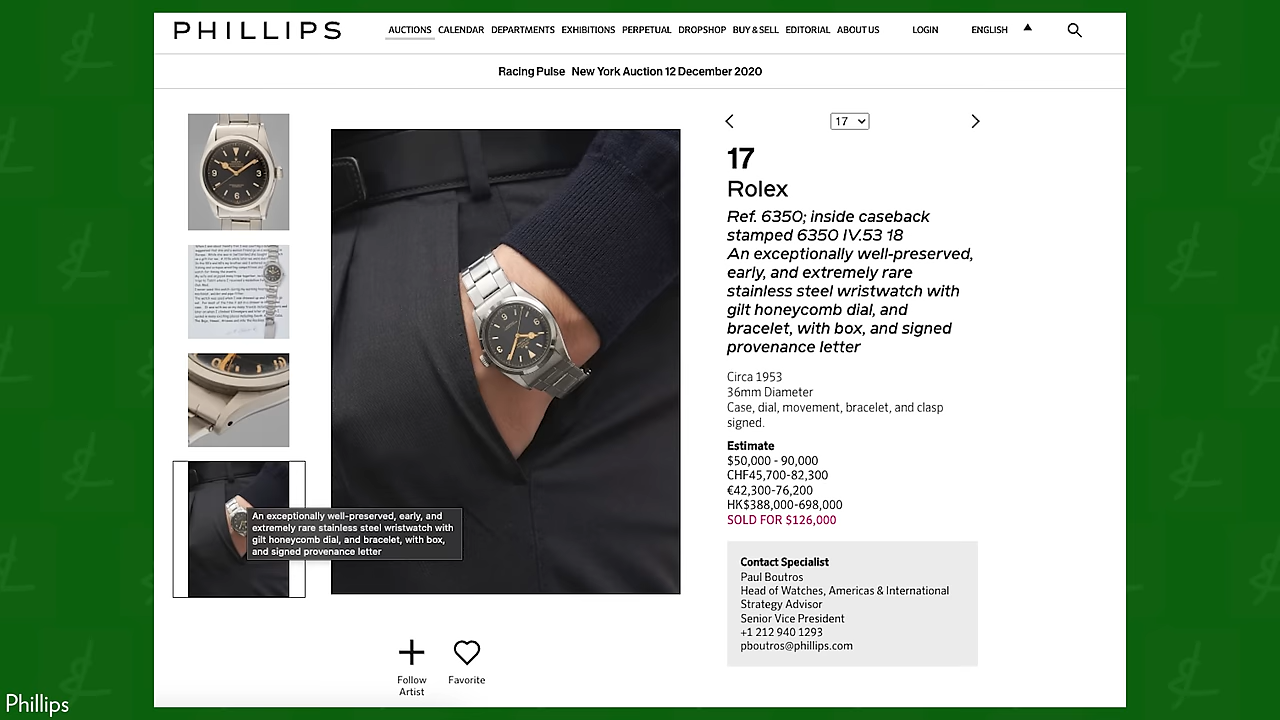 PHILLIPS
AUCTIONS CALENDAR DEPARTMENTS EXHIBITIONS PERPETUAL DROPSHOP BUY & SELL EDITORIAL ABOUT US LOGIN ENGLISH
Racing Pulse New York Auction 12 December 2020
17
17
Rolex
Ref. 6350; inside caseback
stamped 6350 IV.53 18
An exceptionally well-preserved,
early, and extremely rare
stainless steel wristwatch with
gilt honeycomb dial, and
bracelet, with box, and signed
provenance letter
Circa 1953
36mm Diameter
Case, dial, movement, bracelet, and clasp
signed.
Estimate
$50,000 - 90,000
CHF45,700-82,300
€42,300-76,200
HK$388,000-698,000
SOLD FOR $126,000
Contact Specialist
Paul Boutros
Head of Watches, Americas & International
Strategy Advisor
Senior Vice President
+1 212 940 1293
pboutros@phillips.com
An exceptionally well-preserved, early, and
extremely rare stainless steel wristwatch with
gilt honeycomb dial, and bracelet, with box,
and signed provenance letter
Follow
Artist
Favorite
Phillips